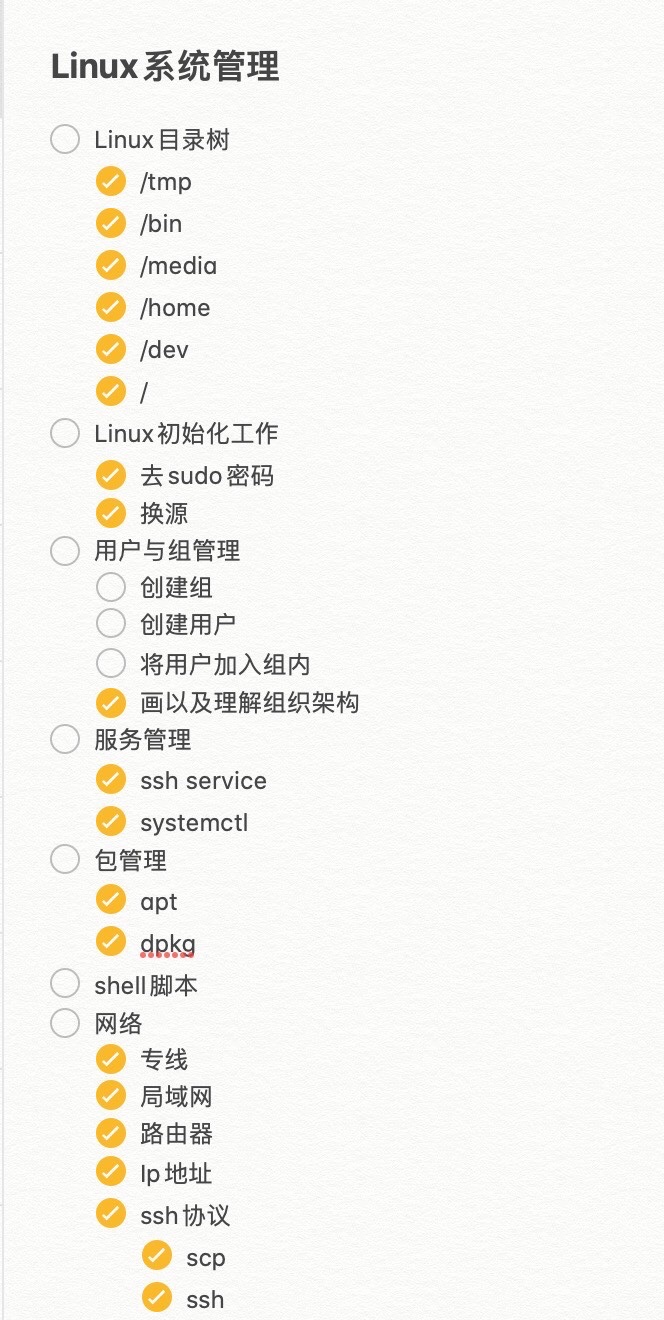 Linux系统管理
Linux目录树
/tmp
/bin
/media
/home
/dev
/
Linux初始化工作
去sudo密码
换源
用户与组管理
创建组
创建用户
将用户加入组内
画以及理解组织架构
服务管理
ssh service
systemctl
包管理
apt
dpkg
shell脚本
网络
专线
局域网
路由器
Ip地址
ssh协议
scp
ssh